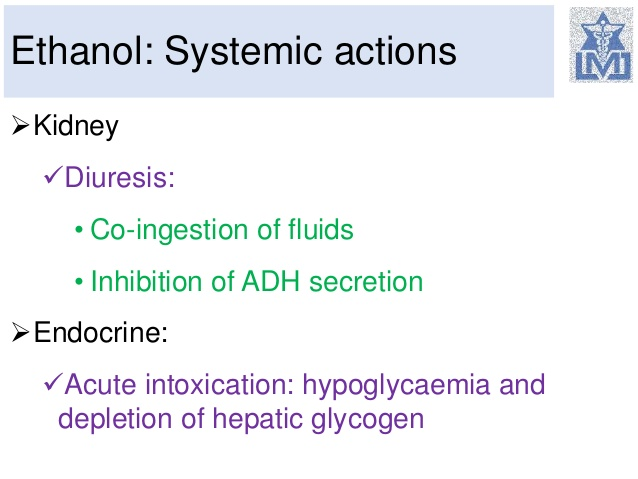 Ethanol: Systemic actions
➢Kidney
✓Diuresis:
• Co-ingestion of fluids
• Inhibition of ADH secretion
➢Endocrine:
✓Acute intoxication: hypoglycaemia and
depletion of hepatic glycogen